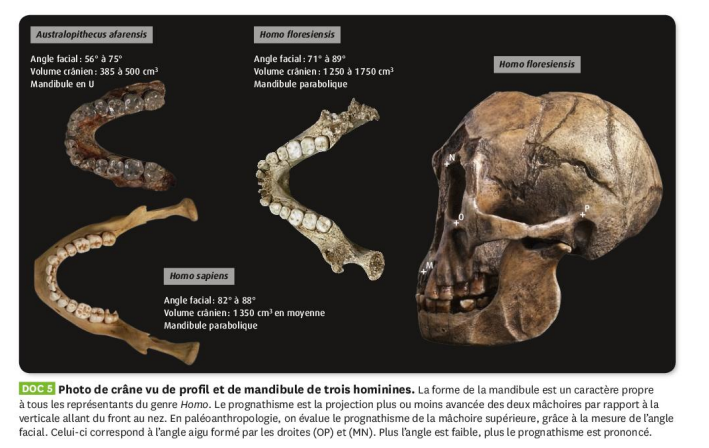 Australopithecus afarensis
Angle facial : 56° à 75°
Volume crânien : 385 à 500 cm³
Mandibule en U
Homo floresiensis
Angle facial : 71° à 89°
Volume crânien : 1 250 à 1750 cm³
Mandibule parabolique
Homo floresiensis
N
O
P
M
Homo sapiens
Angle facial : 82° à 88°
Volume crânien : 1 350 cm³ en moyenne
Mandibule parabolique
DOC 5 Photo de crâne vu de profil et de mandibule de trois hominines. La forme de la mandibule est un caractère propre
à tous les représentants du genre Homo. Le prognathisme est la projection plus ou moins avancée des deux mâchoires par rapport à la
verticale allant du front au nez. En paléoanthropologie, on évalue le prognathisme de la mâchoire supérieure, grâce à la mesure de l'angle
facial. Celui-ci correspond à l'angle aigu formé par les droites (OP) et (MN). Plus l'angle est faible, plus le prognathisme est prononcé.